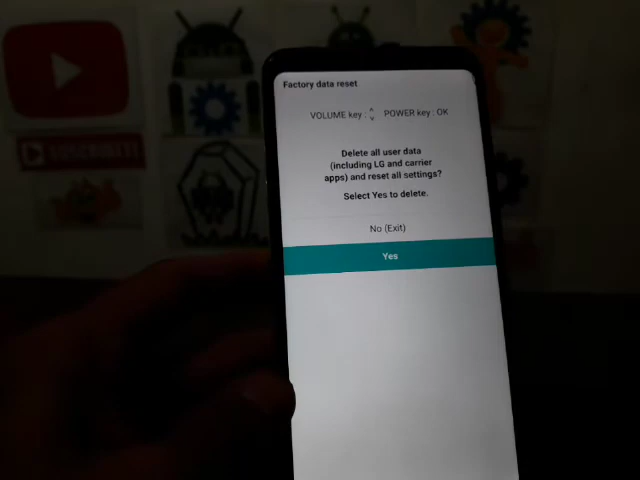 Factory data reset
VOLUME key : POWER key : OK
Delete all user data
(including LG and carrier
apps) and reset all settings?
Select Yes to delete.
No (Exit)
Yes
SUSCRIBETE